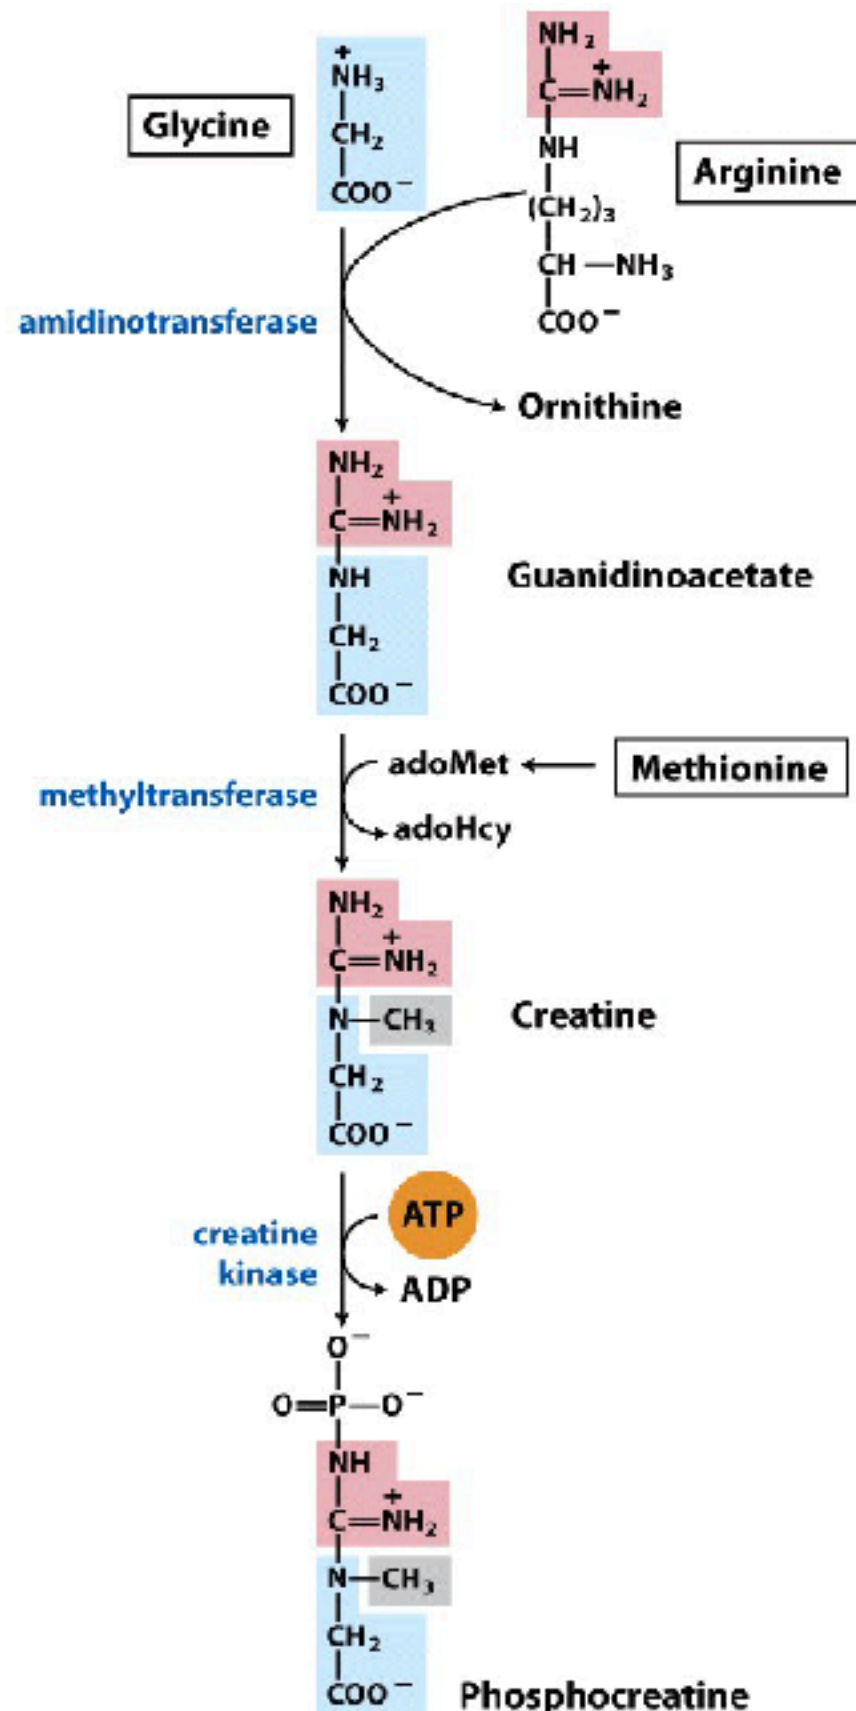 +
NH₃
Glycine
CH₂
COO⁻
NH₂
+
C=NH₂
NH
Arginine
(CH₂)₃
CH—NH₃
COO⁻
amidinotransferase
Ornithine
NH₂
+
C=NH₂
NH
Guanidinoacetate
CH₂
COO⁻
adoMet
Methionine
methyltransferase
adoHcy
NH₂
+
C=NH₂
N—CH₃
Creatine
CH₂
COO⁻
ATP
creatine
kinase
ADP
O⁻
O=P—O⁻
NH
+
C=NH₂
N—CH₃
CH₂
COO⁻
Phosphocreatine